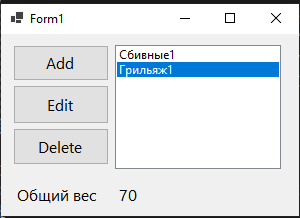 Form1
Add
Edit
Delete
Сбивные1
Грильяж1
Общий вес 70